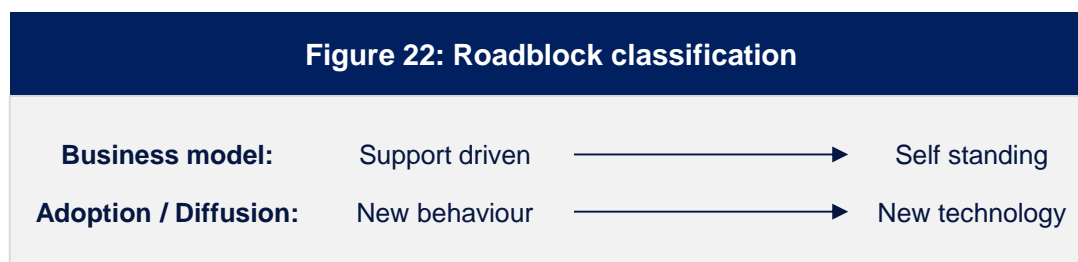 Figure 22: Roadblock classification
Business model: Support driven Self standing
Adoption / Diffusion: New behaviour New technology